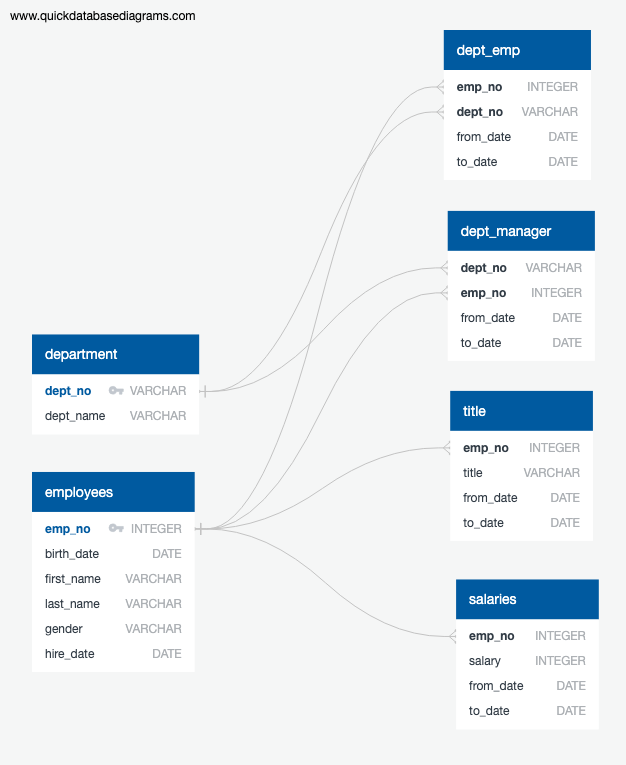 www.quickdatabasediagrams.com
dept_emp
emp_no INTEGER
dept_no VARCHAR
from_date DATE
to_date DATE
dept_manager
dept_no VARCHAR
emp_no INTEGER
from_date DATE
to_date DATE
department
dept_no VARCHAR
dept_name VARCHAR
title
emp_no INTEGER
title VARCHAR
from_date DATE
to_date DATE
employees
emp_no INTEGER
birth_date DATE
first_name VARCHAR
last_name VARCHAR
gender VARCHAR
hire_date DATE
salaries
emp_no INTEGER
salary INTEGER
from_date DATE
to_date DATE